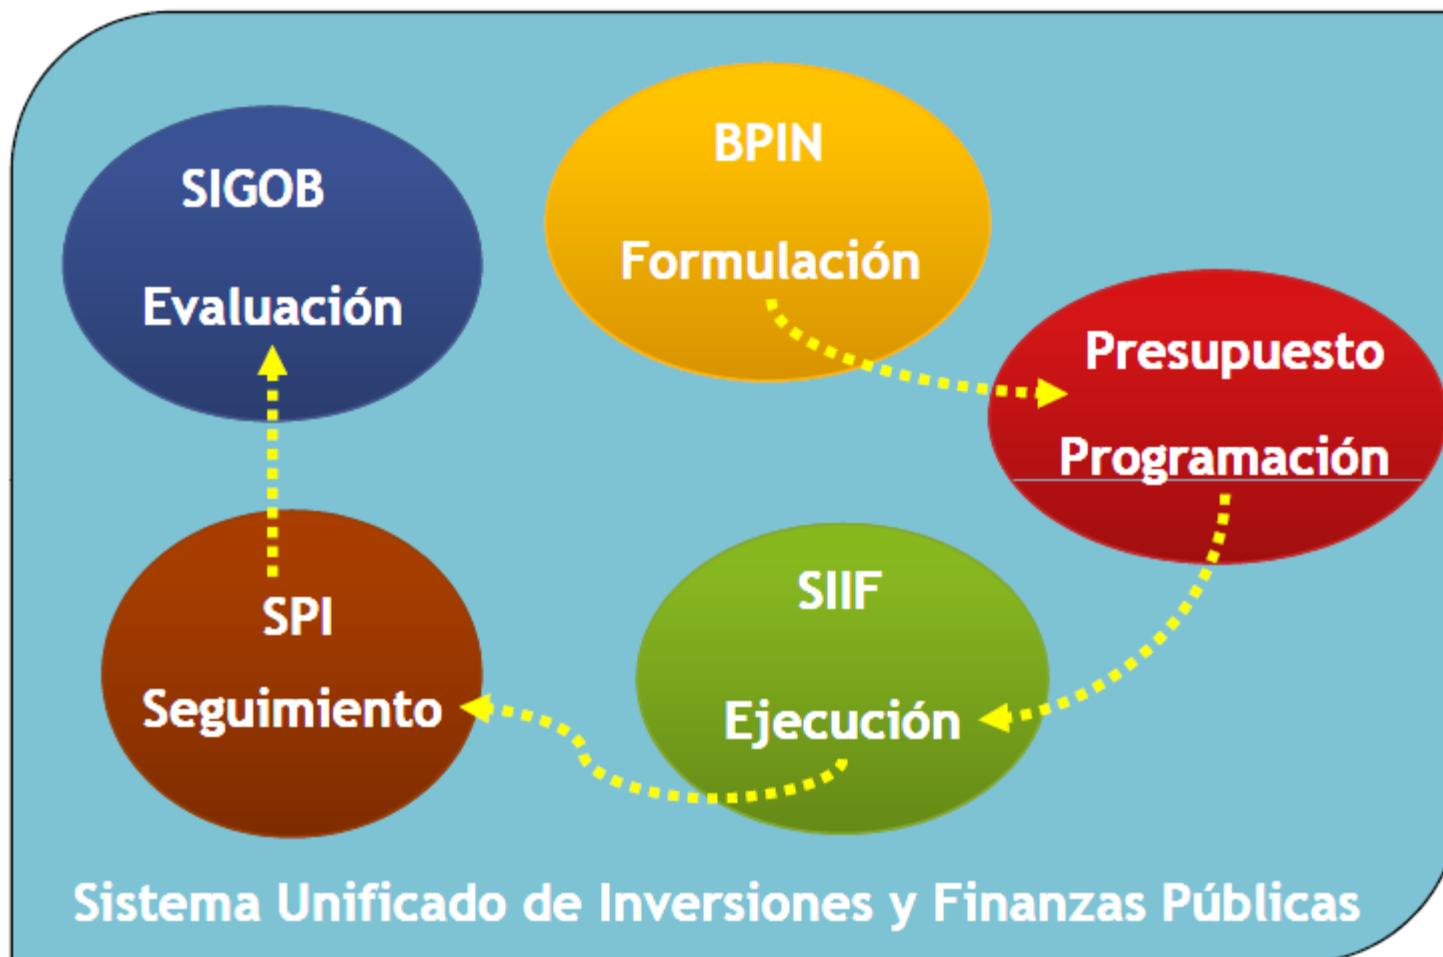 SIGOB
Evaluación
BPIN
Formulación
Presupuesto
Programación
SIIF
Ejecución
SPI
Seguimiento
Sistema Unificado de Inversiones y Finanzas Públicas